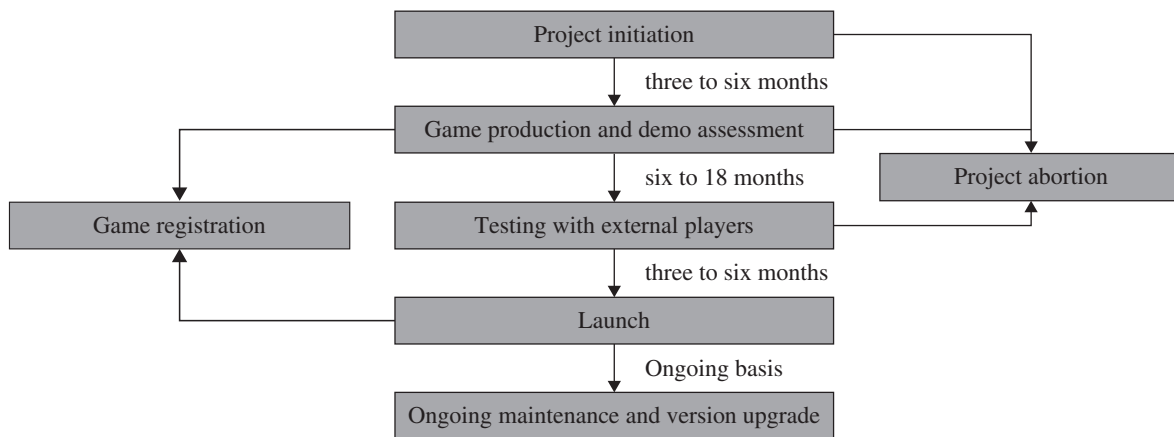 Project initiation
three to six months
Game production and demo assessment
six to 18 months
Project abortion
Game registration
Testing with external players
three to six months
Launch
Ongoing basis
Ongoing maintenance and version upgrade